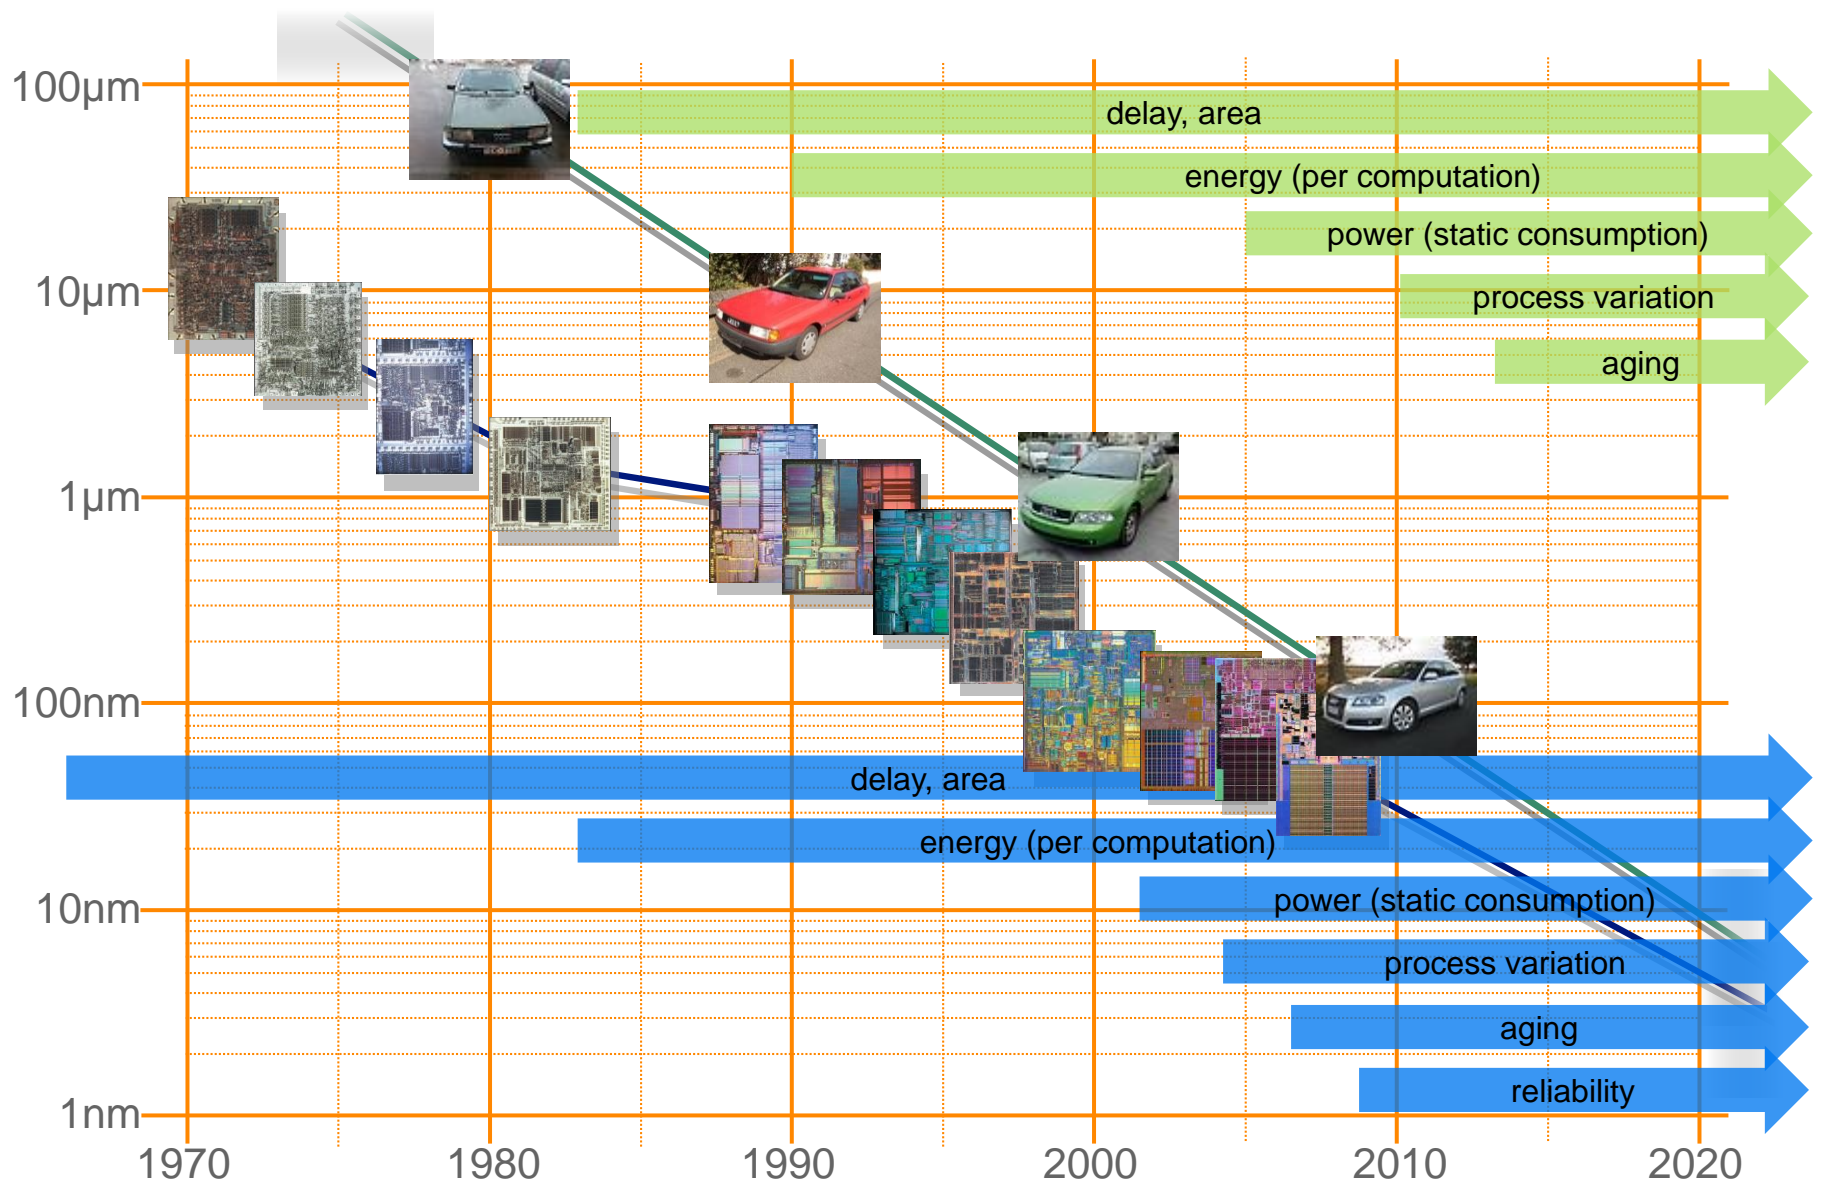 100µm
delay, area
energy (per computation)
power (static consumption)
10µm
process variation
aging
1µm
100nm
delay, area
energy (per computation)
10nm
power (static consumption)
process variation
aging
reliability
1nm
1970 1980 1990 2000 2010 2020